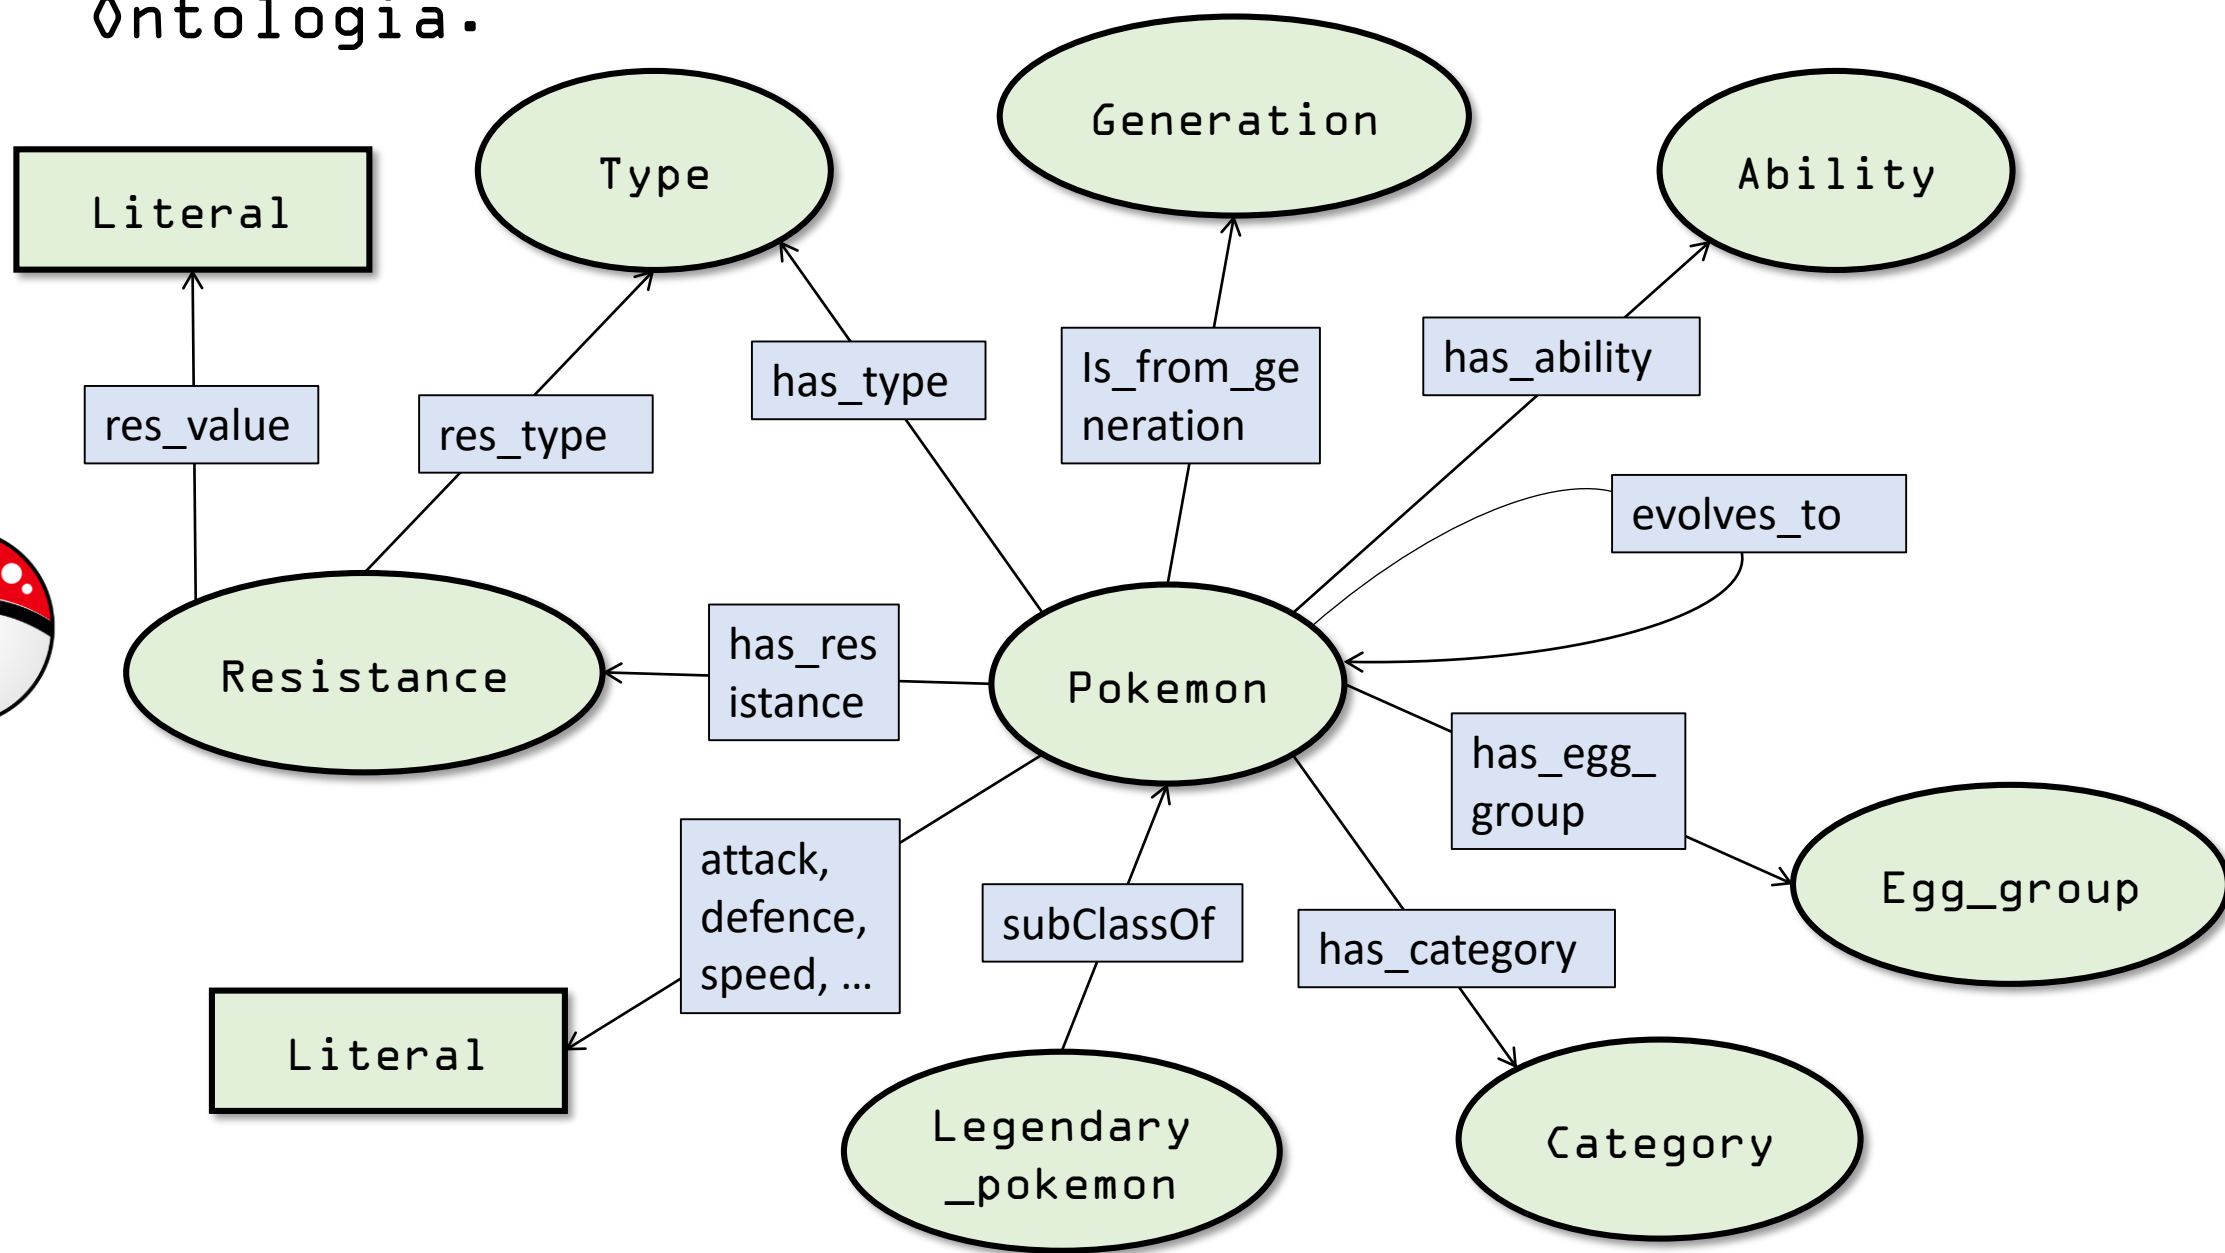 Ontologia.
Generation
Type
Ability
Literal
has_type
Is_from_ge
neration
has_ability
res_value
res_type
evolves_to
Resistance
has_res
istance
Pokemon
has_egg_
group
attack,
defence,
speed, ...
subClassOf
has_category
Egg_group
Literal
Legendary
_pokemon
Category